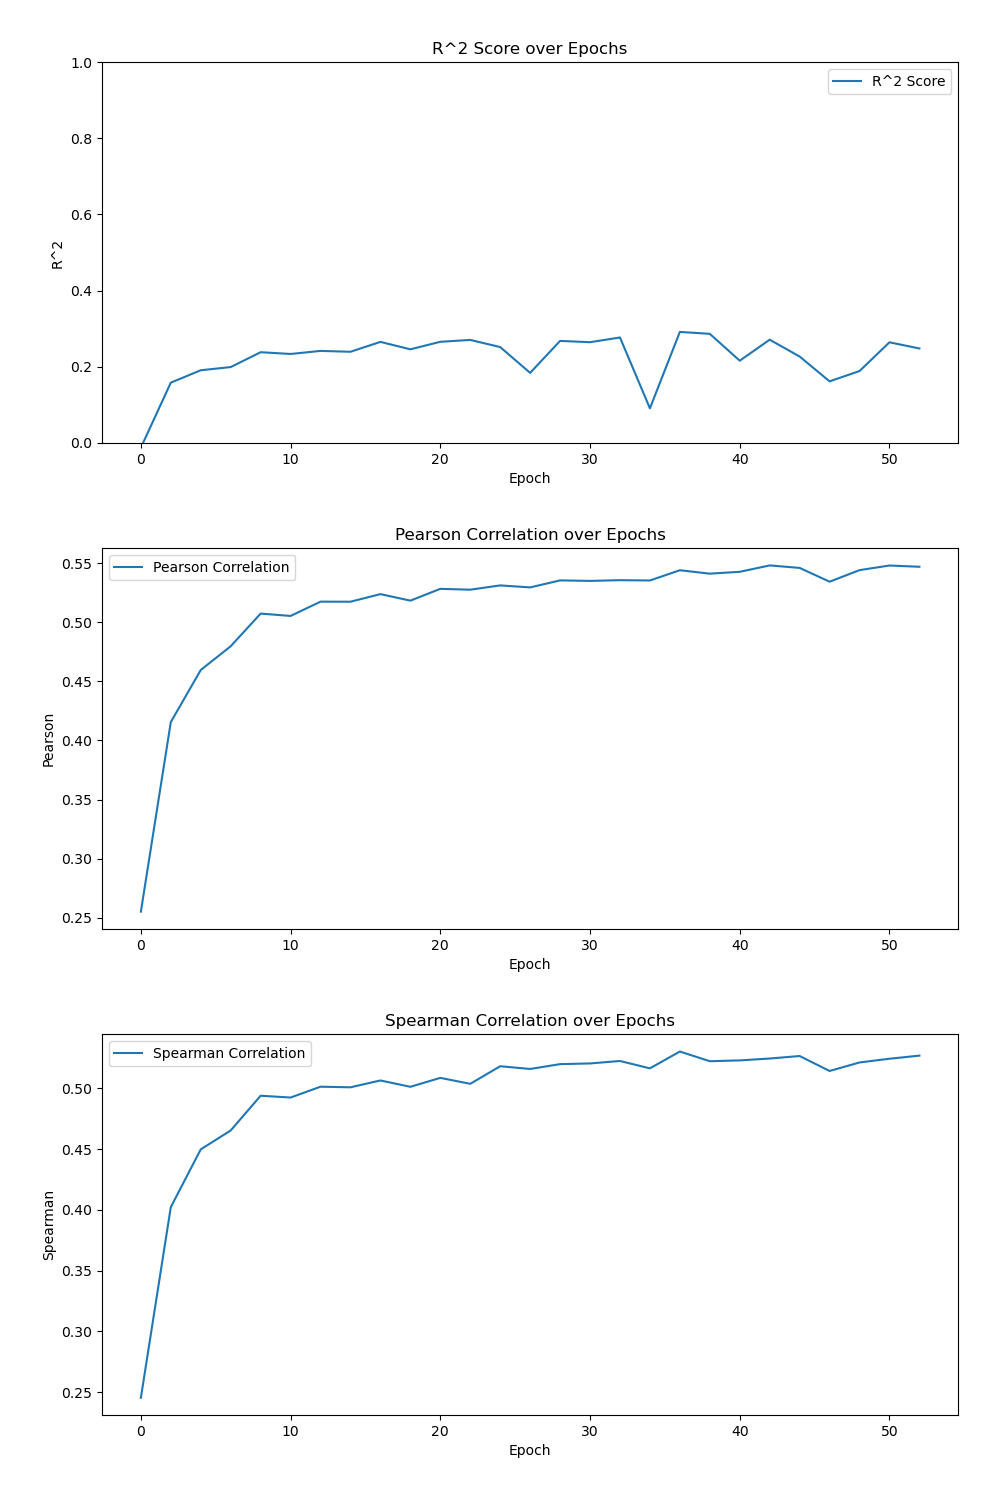 R^2 Score over Epochs
1.0
R^2 Score
0.8
0.6
R^2
0.4
0.2
0.0
0 10 20 30 40 50
Epoch
Pearson Correlation over Epochs
0.55
Pearson Correlation
0.50
0.45
Pearson
0.40
0.35
0.30
0.25
0 10 20 30 40 50
Epoch
Spearman Correlation over Epochs
Spearman Correlation
0.50
0.45
0.40
Spearman
0.35
0.30
0.25
0 10 20 30 40 50
Epoch